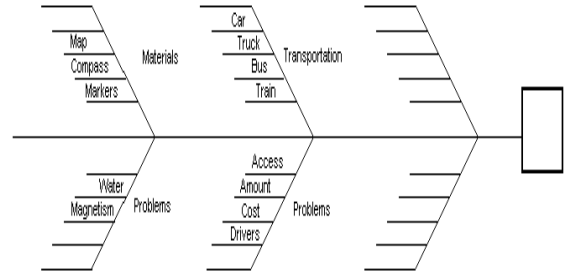 Car
Map
Truck
Materials
Transportation
Compass
Bus
Markers
Train
Access
Water
Amount
Magnetism
Problems
Cost
Problems
Drivers